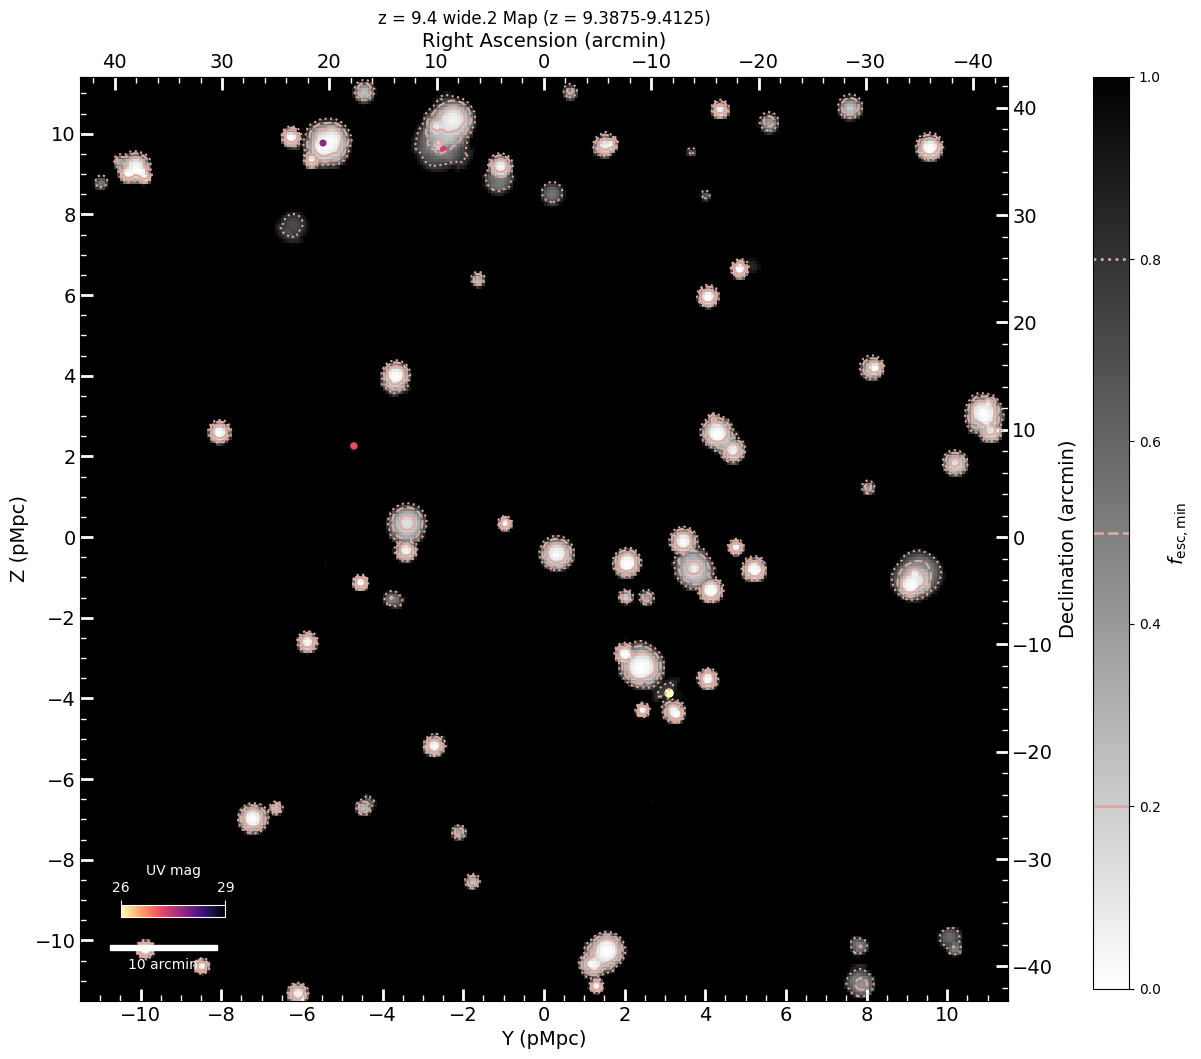 z = 9.4 wide.2 Map (z = 9.3875-9.4125)
Right Ascension (arcmin)
40 30 20 10 0 −10 −20 −30 −40
10
8
6
4
2
0
−2
−4
−6
−8
−10
Z (pMpc)
UV mag
26 29
10 arcmin
−10 −8 −6 −4 −2 0 2 4 6 8 10
Y (pMpc)
40
30
20
10
0
−10
−20
−30
−40
Declination (arcmin)
1.0
0.8
0.6
0.4
0.2
0.0
f_esc, min